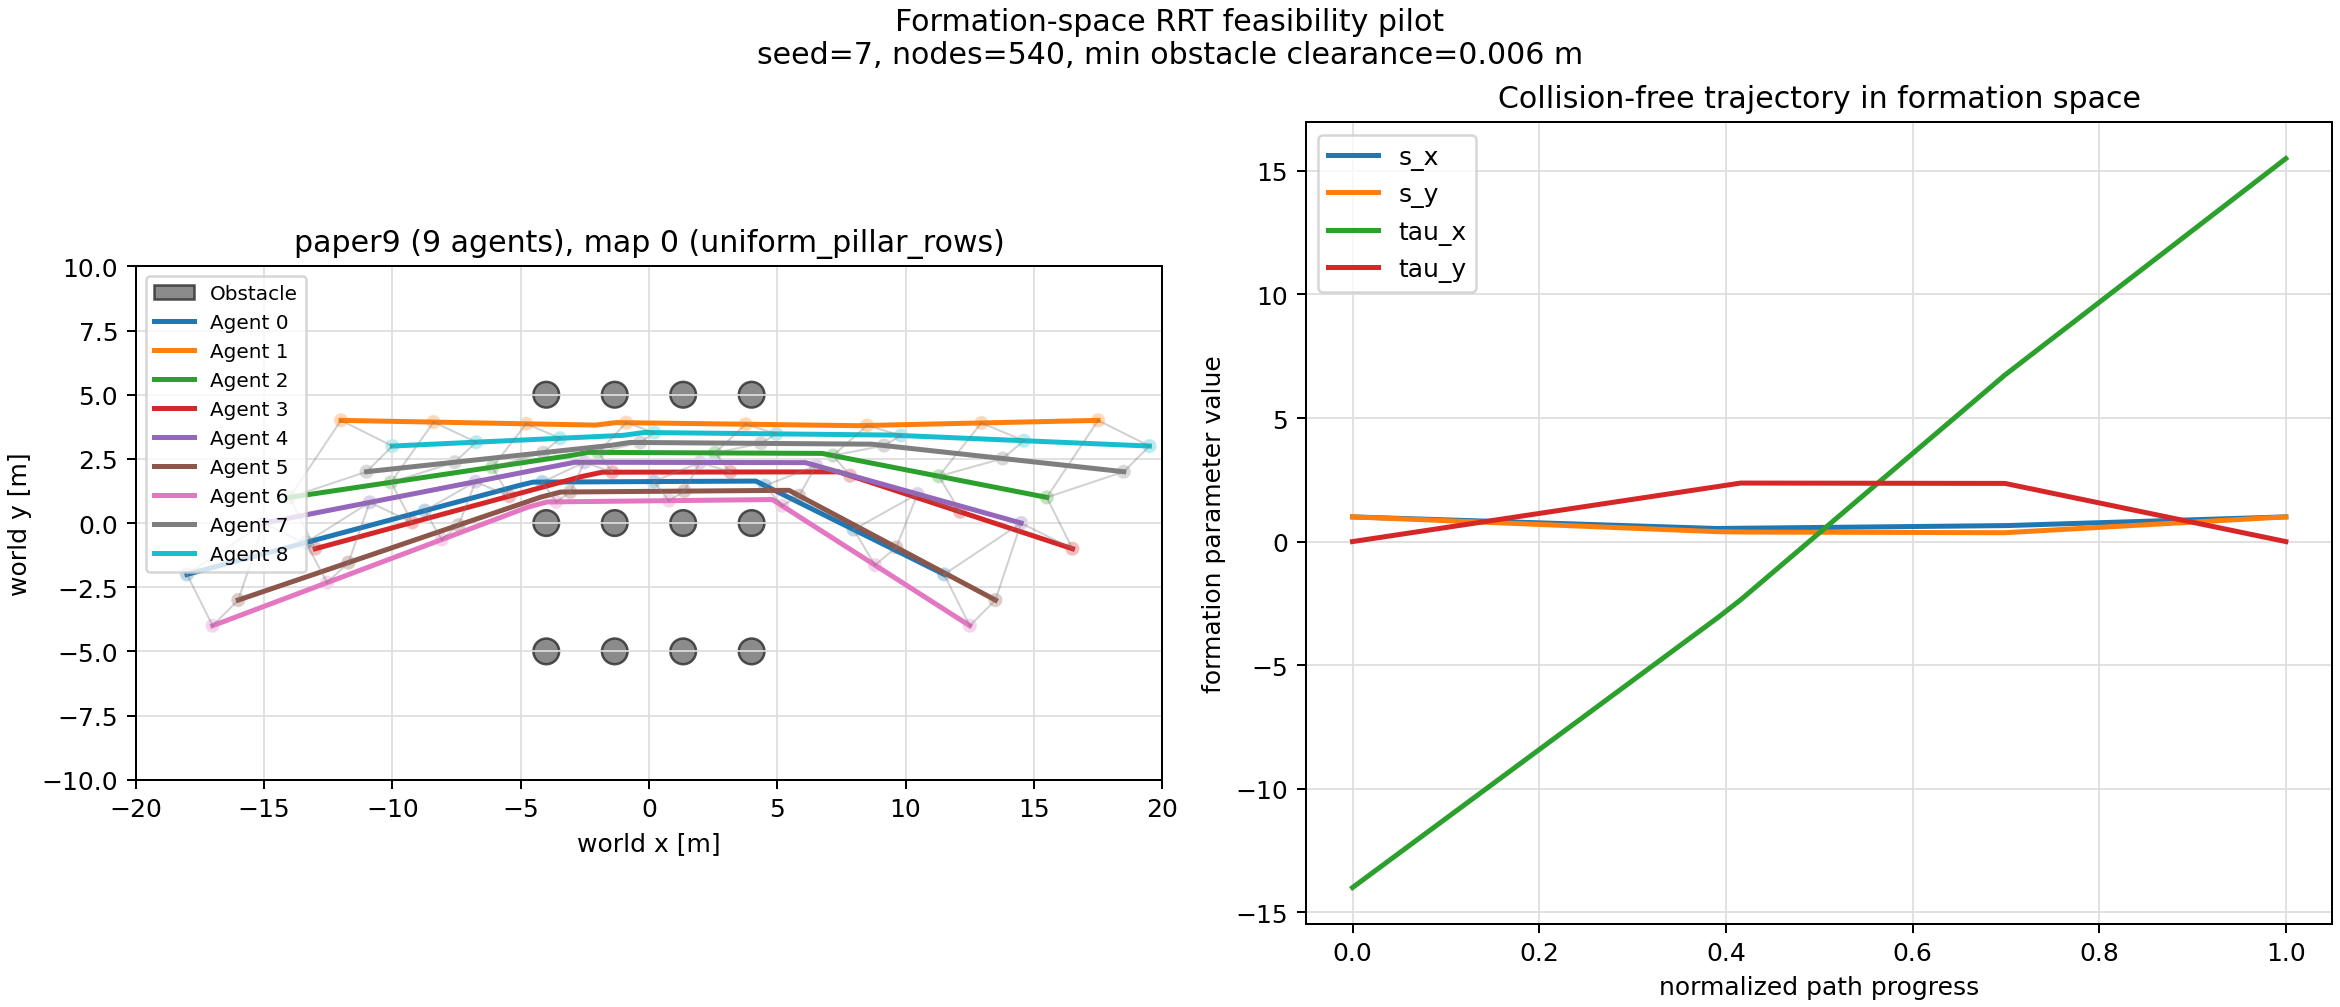 Formation-space RRT feasibility pilot
seed=7, nodes=540, min obstacle clearance=0.006 m
paper9 (9 agents), map 0 (uniform_pillar_rows)
10.0
7.5
5.0
2.5
0.0
−2.5
−5.0
−7.5
−10.0
world y [m]
Obstacle
Agent 0
Agent 1
Agent 2
Agent 3
Agent 4
Agent 5
Agent 6
Agent 7
Agent 8
−20
−15
−10
−5
0
5
10
15
20
world x [m]
Collision-free trajectory in formation space
15
10
5
0
−5
−10
−15
formation parameter value
s_x
s_y
tau_x
tau_y
0.0
0.2
0.4
0.6
0.8
1.0
normalized path progress